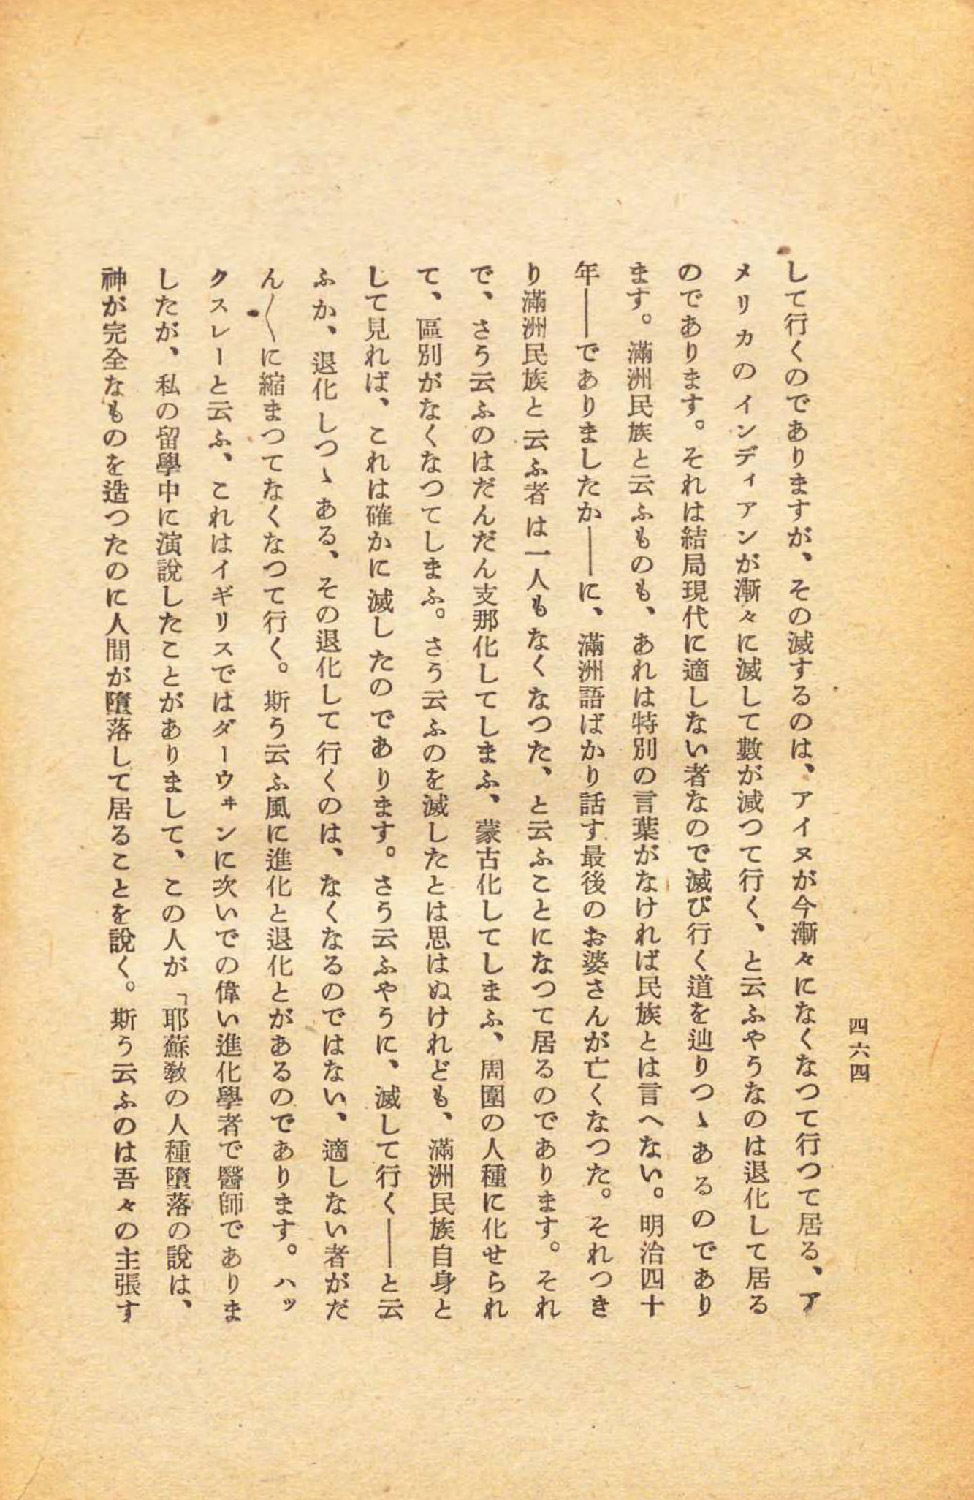 四六四
して行くのでありますが、その滅するのは、アイヌが今漸々になくなつて行つて居る、ア
メリカのインディアンが漸々に滅して數が減つて行く、と云ふやうなのは退化して居る
のであります。それは結局現代に適しない者なので滅び行く道を辿りつゝあるのであり
ます。滿洲民族と云ふものも、あれは特別の言葉がなければ民族とは言へない。明治四十
年――でありましたか――に、滿洲語ばかり話す最後のお婆さんが亡くなつた。それつき
り滿洲民族と云ふ者は一人もなくなつた、と云ふことになつて居るのであります。それ
で、さう云ふのはだんだん支那化してしまふ、蒙古化してしまふ、周圍の人種に化せられ
て、區別がなくなつてしまふ。さう云ふのを滅したとは思はぬけれども、滿洲民族自身と
して見れば、これは確かに滅したのであります。さう云ふやうに、滅して行く――と云
ふか、退化しつゝある、その退化して行くのは、なくなるのではない、適しない者がだ
ん〱に縮まつてなくなつて行く。斯う云ふ風に進化と退化とがあるのであります。ハッ
クスレーと云ふ、これはイギリスではダーウヰンに次いでの偉い進化學者で醫師でありま
したが、私の留學中に演說したことがありまして、この人が「耶蘇敎の人種墮落の說は、
神が完全なものを造つたのに人間が墮落して居ることを說く。斯う云ふのは吾々の主張す